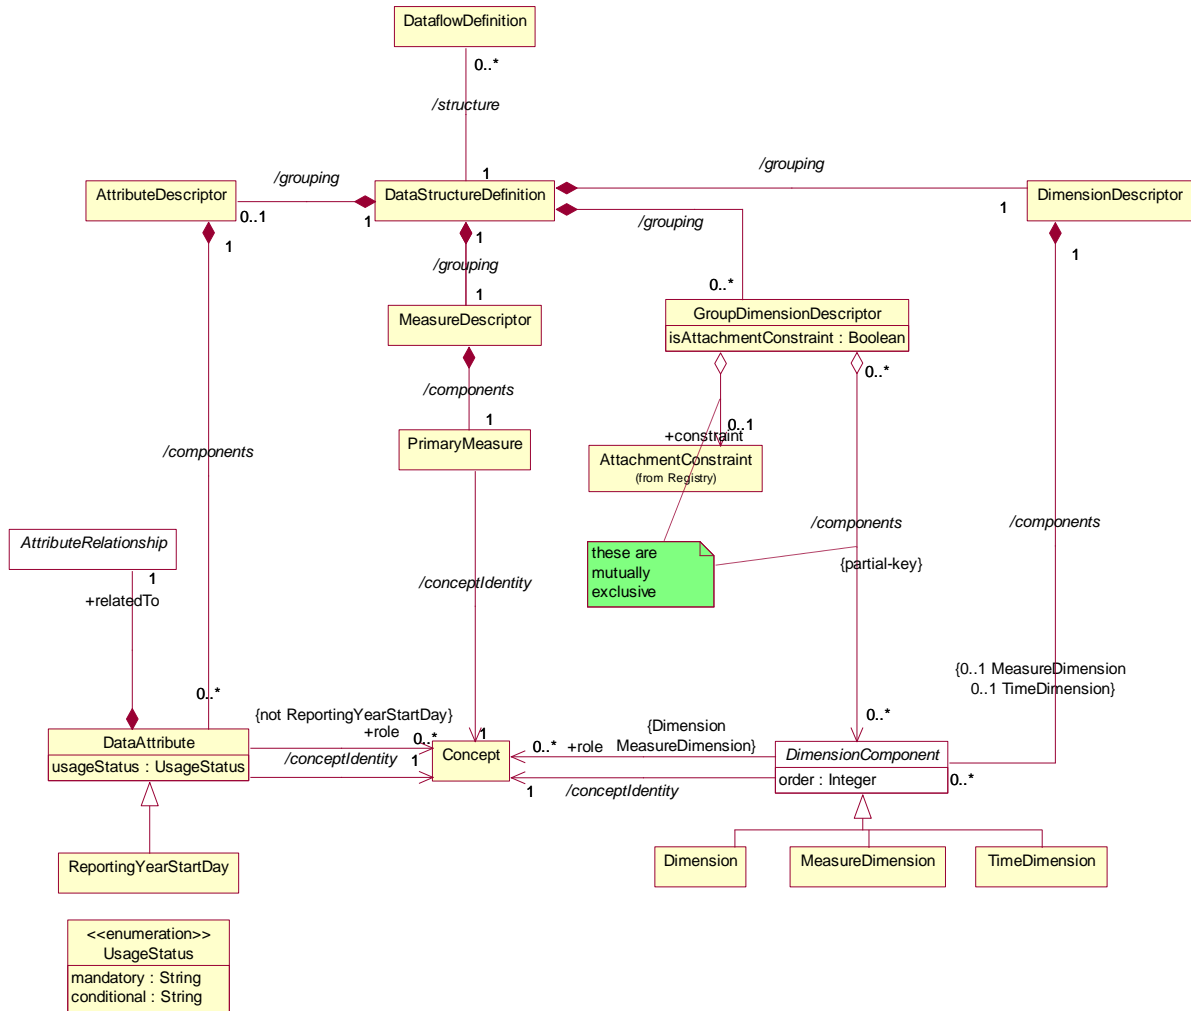 DataflowDefinition
0..*
/structure
1
/grouping
/grouping
AttributeDescriptor
DataStructureDefinition
DimensionDescriptor
0..1
1
1
1
1
/grouping
1
/grouping
1
0..*
MeasureDescriptor
GroupDimensionDescriptor
isAttachmentConstraint : Boolean
0..*
/components
1
0..1
+constraint
PrimaryMeasure
/components
AttachmentConstraint
(from Registry)
/components
/components
{partial-key}
AttributeRelationship
these are
mutually
exclusive
1
+relatedTo
/conceptIdentity
{0..1 MeasureDimension
0..1 TimeDimension}
0..*
{not ReportingYearStartDay}
+role
0..*
1
{Dimension
MeasureDimension}
0..*
DataAttribute
usageStatus : UsageStatus
/conceptIdentity
1
Concept
0..*
+role
DimensionComponent
order : Integer
0..*
1
/conceptIdentity
ReportingYearStartDay
Dimension
MeasureDimension
TimeDimension
<<enumeration>>
UsageStatus
mandatory : String
conditional : String